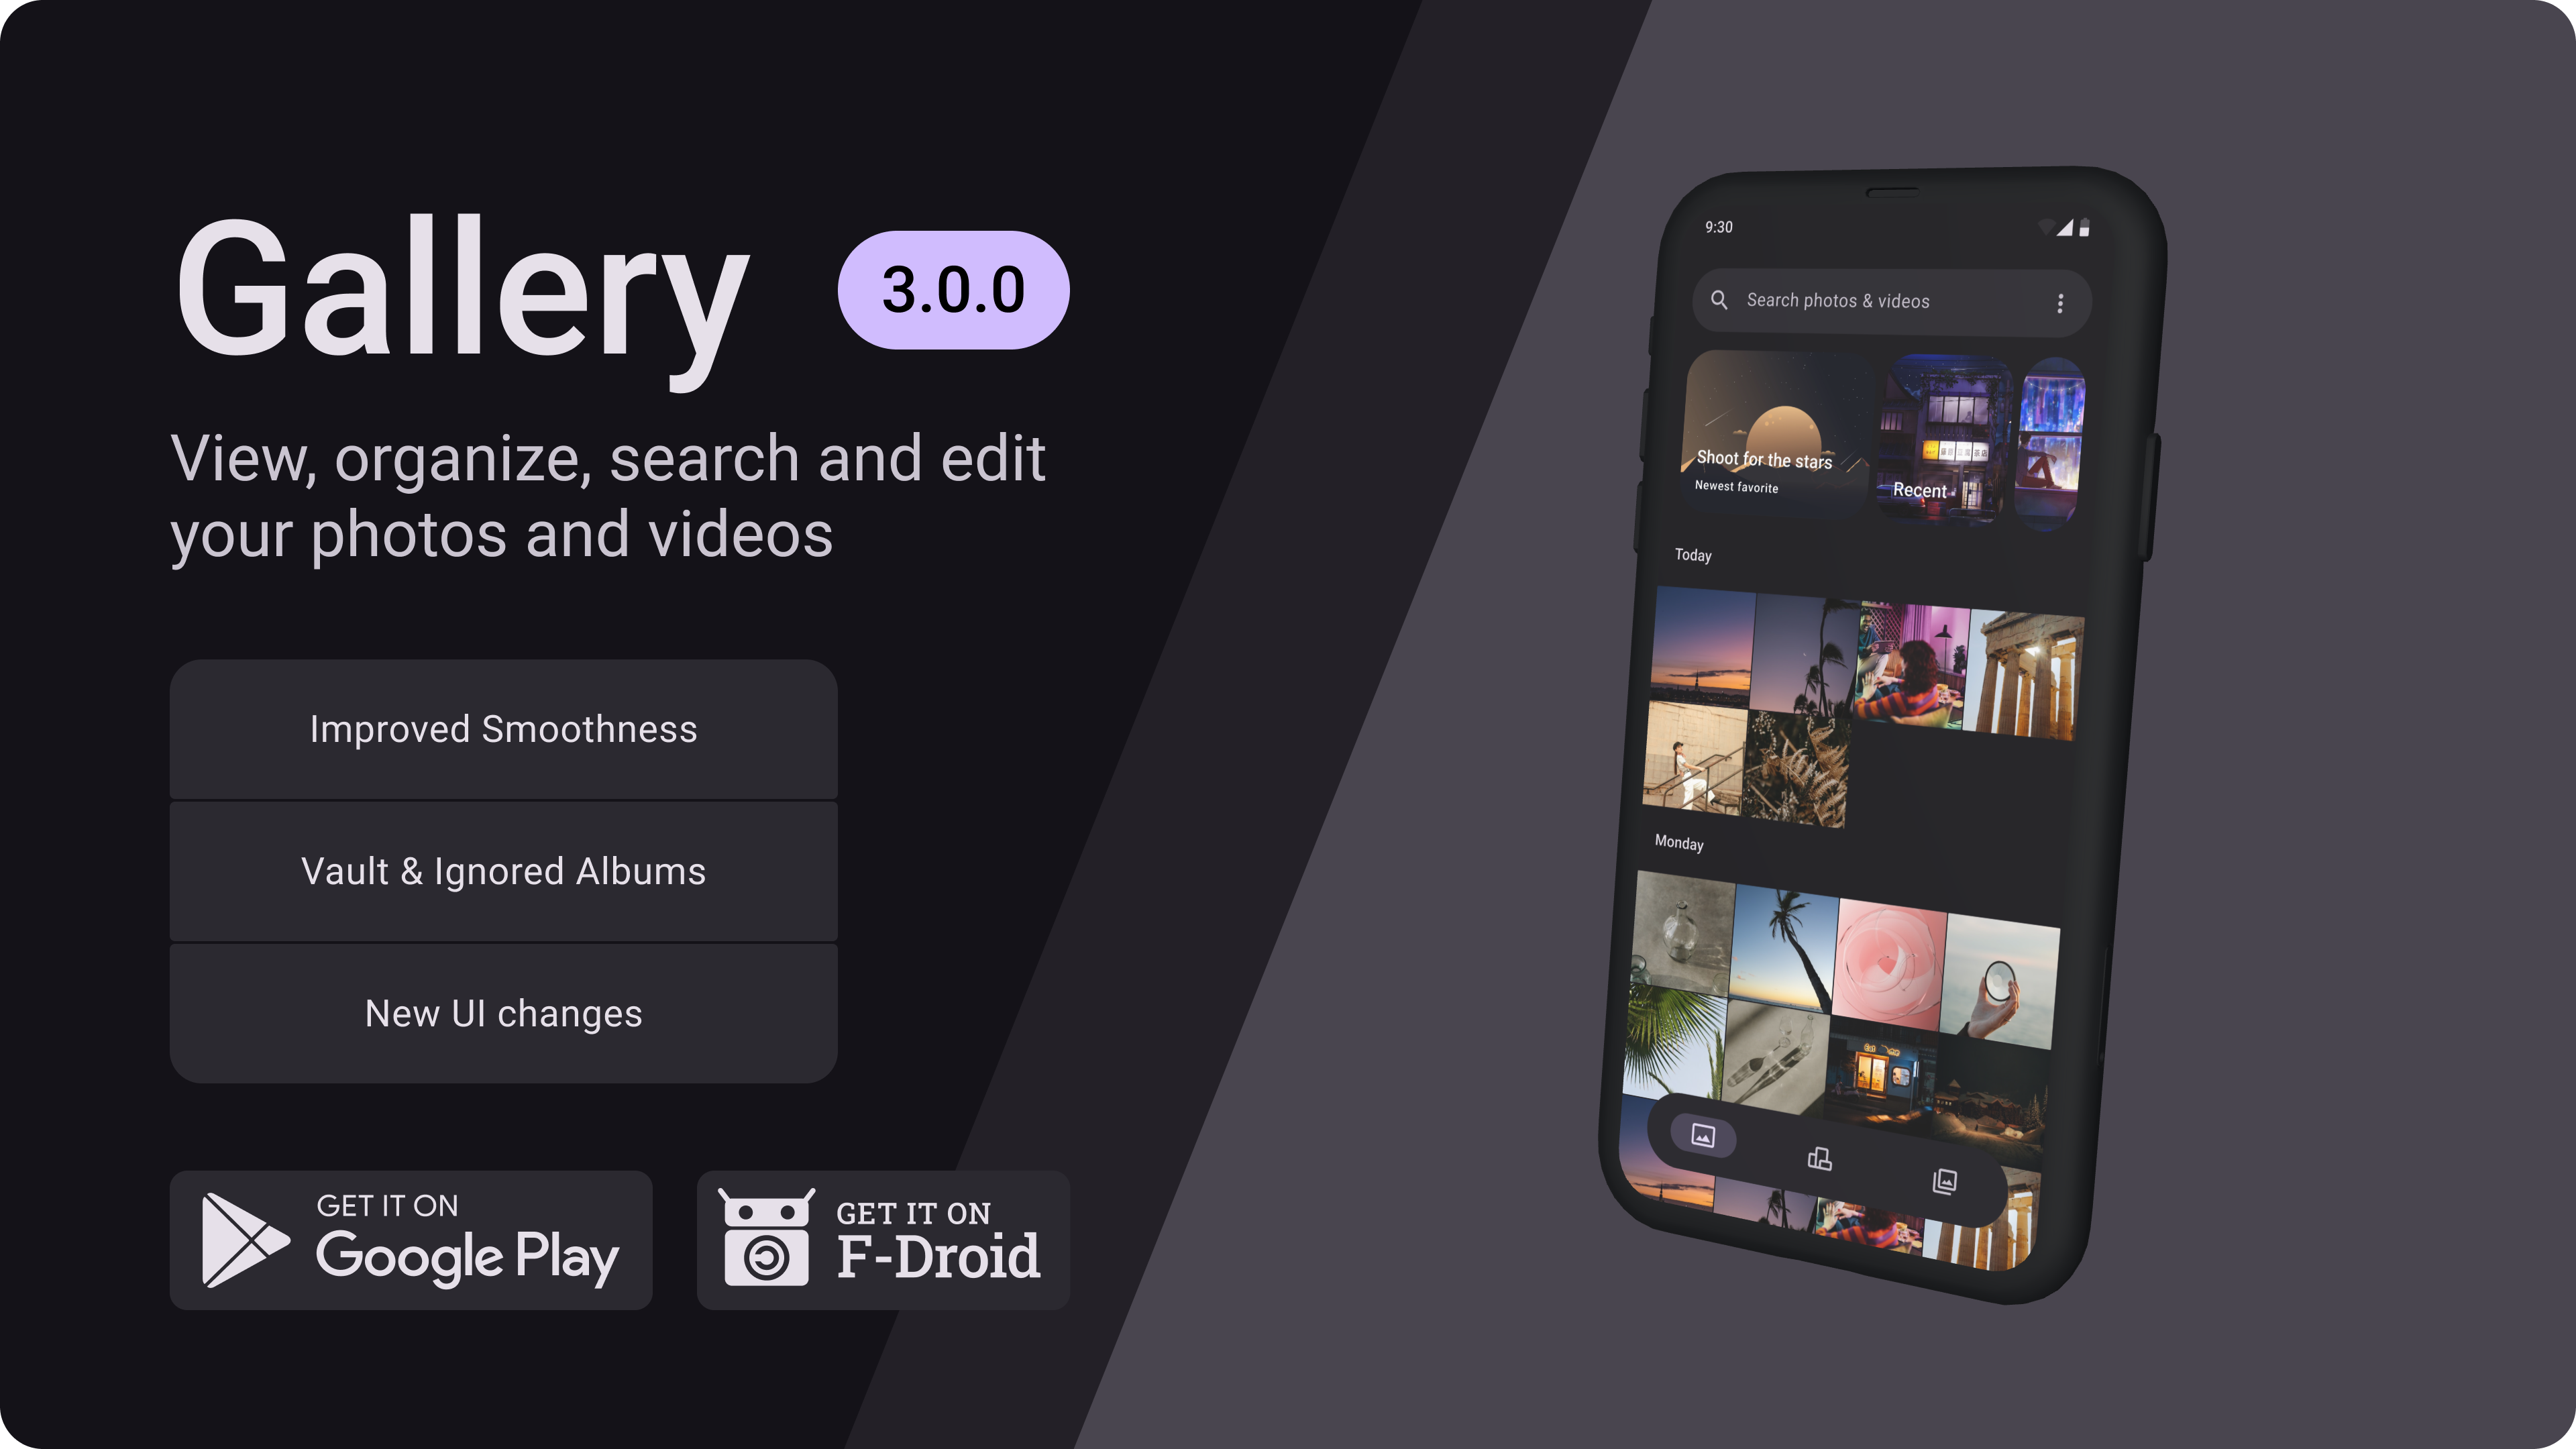 Gallery
3.0.0
View, organize, search and edit
your photos and videos
Improved Smoothness
Vault & Ignored Albums
New UI changes
GET IT ON
Google Play
GET IT ON
F-Droid
9:30
Search photos & videos
Shoot for the stars
Newest favorite
Recent
Today
Monday